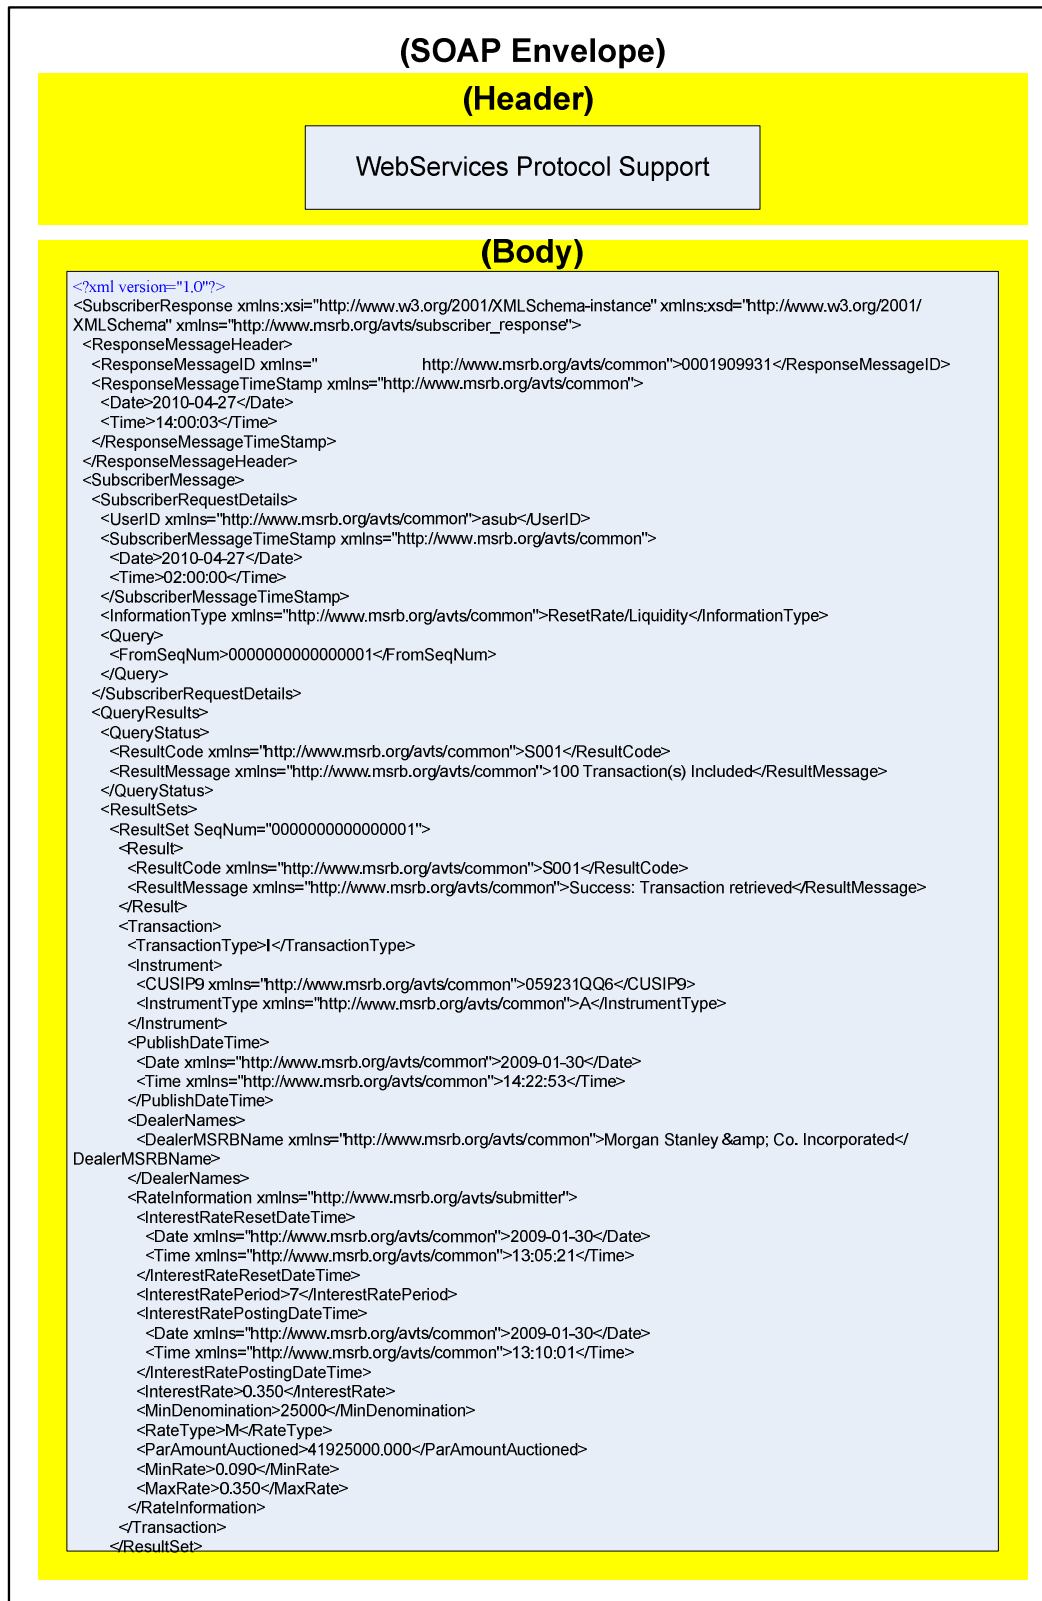 (SOAP Envelope)
(Header)
WebServices Protocol Support
(Body)
<?xml version="1.0"?>
<SubscriberResponse xmlns:xsi="http://www.w3.org/2001/XMLSchema-instance" xmlns:xsd="http://www.w3.org/2001/
XMLSchema" xmlns="http://www.msrb.org/avts/subscriber_response">
<ResponseMessageHeader>
<ResponseMessageID xmlns=" http://www.msrb.org/avts/common">0001909931</ResponseMessageID>
<ResponseMessageTimeStamp xmlns="http://www.msrb.org/avts/common">
<Date>2010-04-27</Date>
<Time>14:00:03</Time>
</ResponseMessageTimeStamp>
</ResponseMessageHeader>
<SubscriberMessage>
<SubscriberRequestDetails>
<UserID xmlns="http://www.msrb.org/avts/common">asub</UserID>
<SubscriberMessageTimeStamp xmlns="http://www.msrb.org/avts/common">
<Date>2010-04-27</Date>
<Time>02:00:00</Time>
</SubscriberMessageTimeStamp>
<InformationType xmlns="http://www.msrb.org/avts/common">ResetRate/Liquidity</InformationType>
<Query>
<FromSeqNum>0000000000000001</FromSeqNum>
</Query>
</SubscriberRequestDetails>
<QueryResults>
<QueryStatus>
<ResultCode xmlns="http://www.msrb.org/avts/common">S001</ResultCode>
<ResultMessage xmlns="http://www.msrb.org/avts/common">100 Transaction(s) Included</ResultMessage>
</QueryStatus>
<ResultSets>
<ResultSet SeqNum="0000000000000001">
<Result>
<ResultCode xmlns="http://www.msrb.org/avts/common">S001</ResultCode>
<ResultMessage xmlns="http://www.msrb.org/avts/common">Success: Transaction retrieved</ResultMessage>
</Result>
<Transaction>
<TransactionType>I</TransactionType>
<Instrument>
<CUSIP9 xmlns="http://www.msrb.org/avts/common">059231QQ6</CUSIP9>
<InstrumentType xmlns="http://www.msrb.org/avts/common">A</InstrumentType>
</Instrument>
<PublishDateTime>
<Date xmlns="http://www.msrb.org/avts/common">2009-01-30</Date>
<Time xmlns="http://www.msrb.org/avts/common">14:22:53</Time>
</PublishDateTime>
<DealerNames>
<DealerMSRBName xmlns="http://www.msrb.org/avts/common">Morgan Stanley &amp; Co. Incorporated</
DealerMSRBName>
</DealerNames>
<RateInformation xmlns="http://www.msrb.org/avts/submitter">
<InterestRateResetDateTime>
<Date xmlns="http://www.msrb.org/avts/common">2009-01-30</Date>
<Time xmlns="http://www.msrb.org/avts/common">13:05:21</Time>
</InterestRateResetDateTime>
<InterestRatePeriod>7</InterestRatePeriod>
<InterestRatePostingDateTime>
<Date xmlns="http://www.msrb.org/avts/common">2009-01-30</Date>
<Time xmlns="http://www.msrb.org/avts/common">13:10:01</Time>
</InterestRatePostingDateTime>
<InterestRate>0.350</InterestRate>
<MinDenomination>25000</MinDenomination>
<RateType>M</RateType>
<ParAmountAuctioned>41925000.000</ParAmountAuctioned>
<MinRate>0.090</MinRate>
<MaxRate>0.350</MaxRate>
</RateInformation>
</Transaction>
</ResultSet>